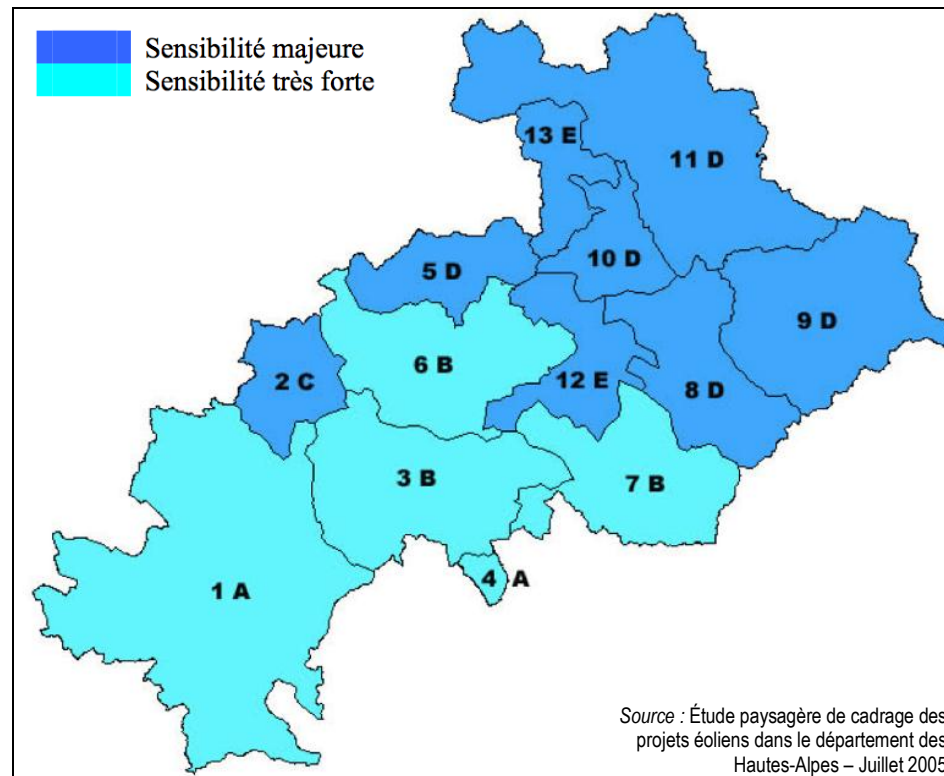 Sensibilité majeure
Sensibilité très forte
13 E
11 D
10 D
5 D
9 D
6 B
2 C
12 E
8 D
3 B
7 B
4 A
1 A
Source : Étude paysagère de cadrage des
projets éoliens dans le département des
Hautes-Alpes – Juillet 2005